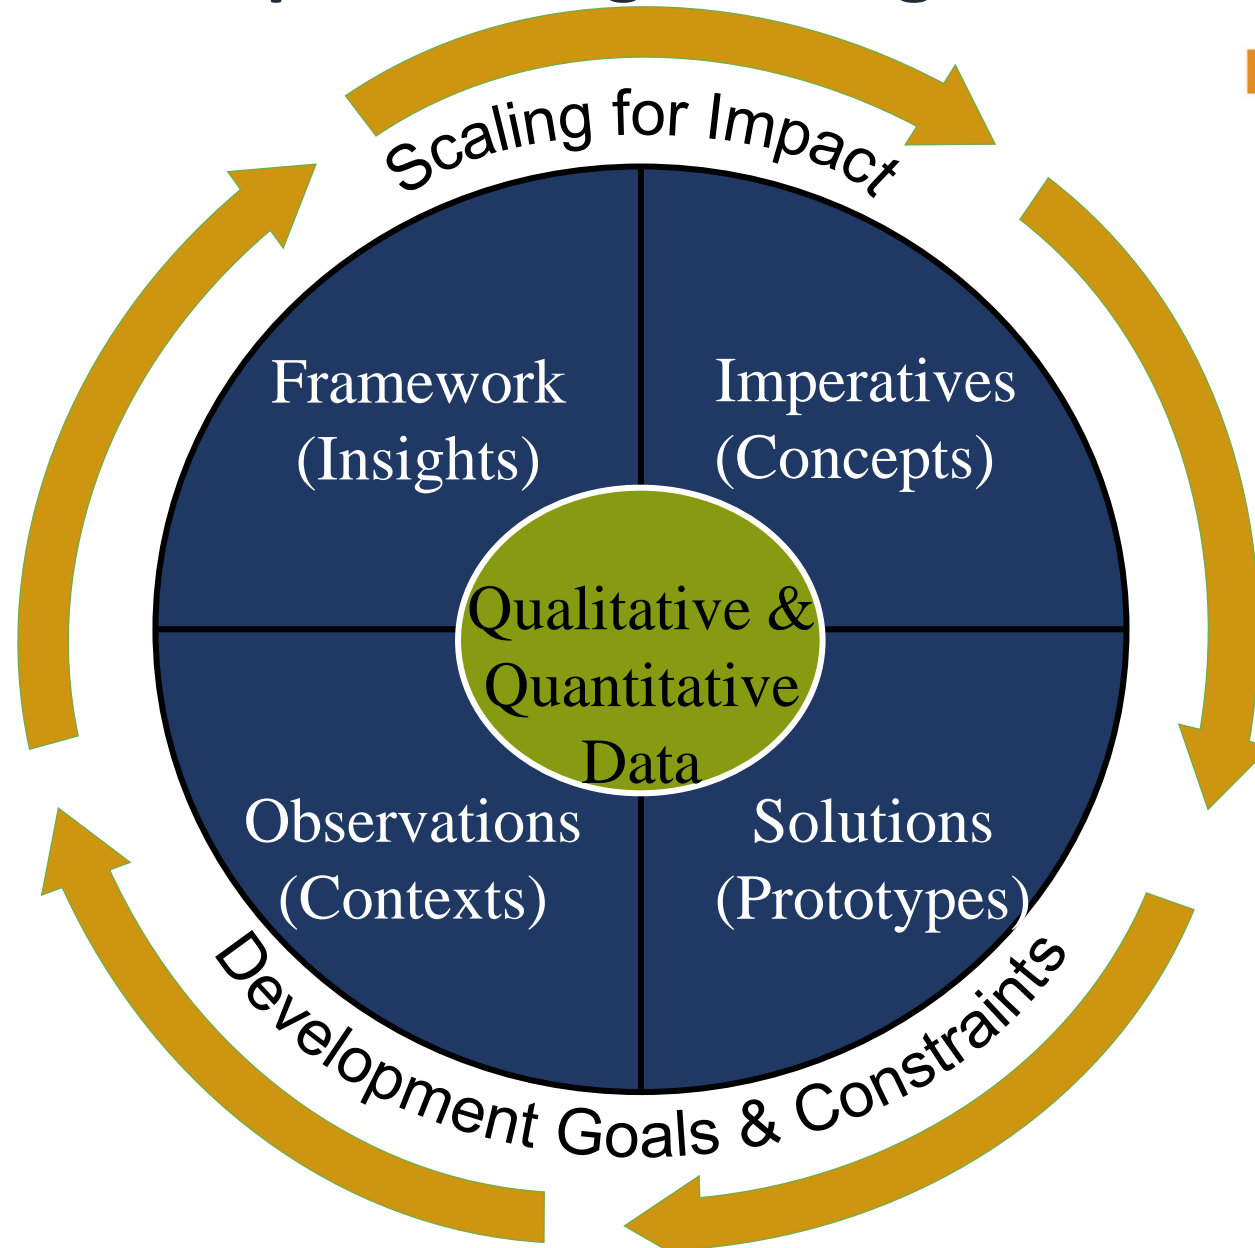 Scaling for Impact
Framework
(Insights)
Imperatives
(Concepts)
Qualitative &
Quantitative
Data
Observations
(Contexts)
Solutions
(Prototypes)
Development Goals & Constraints